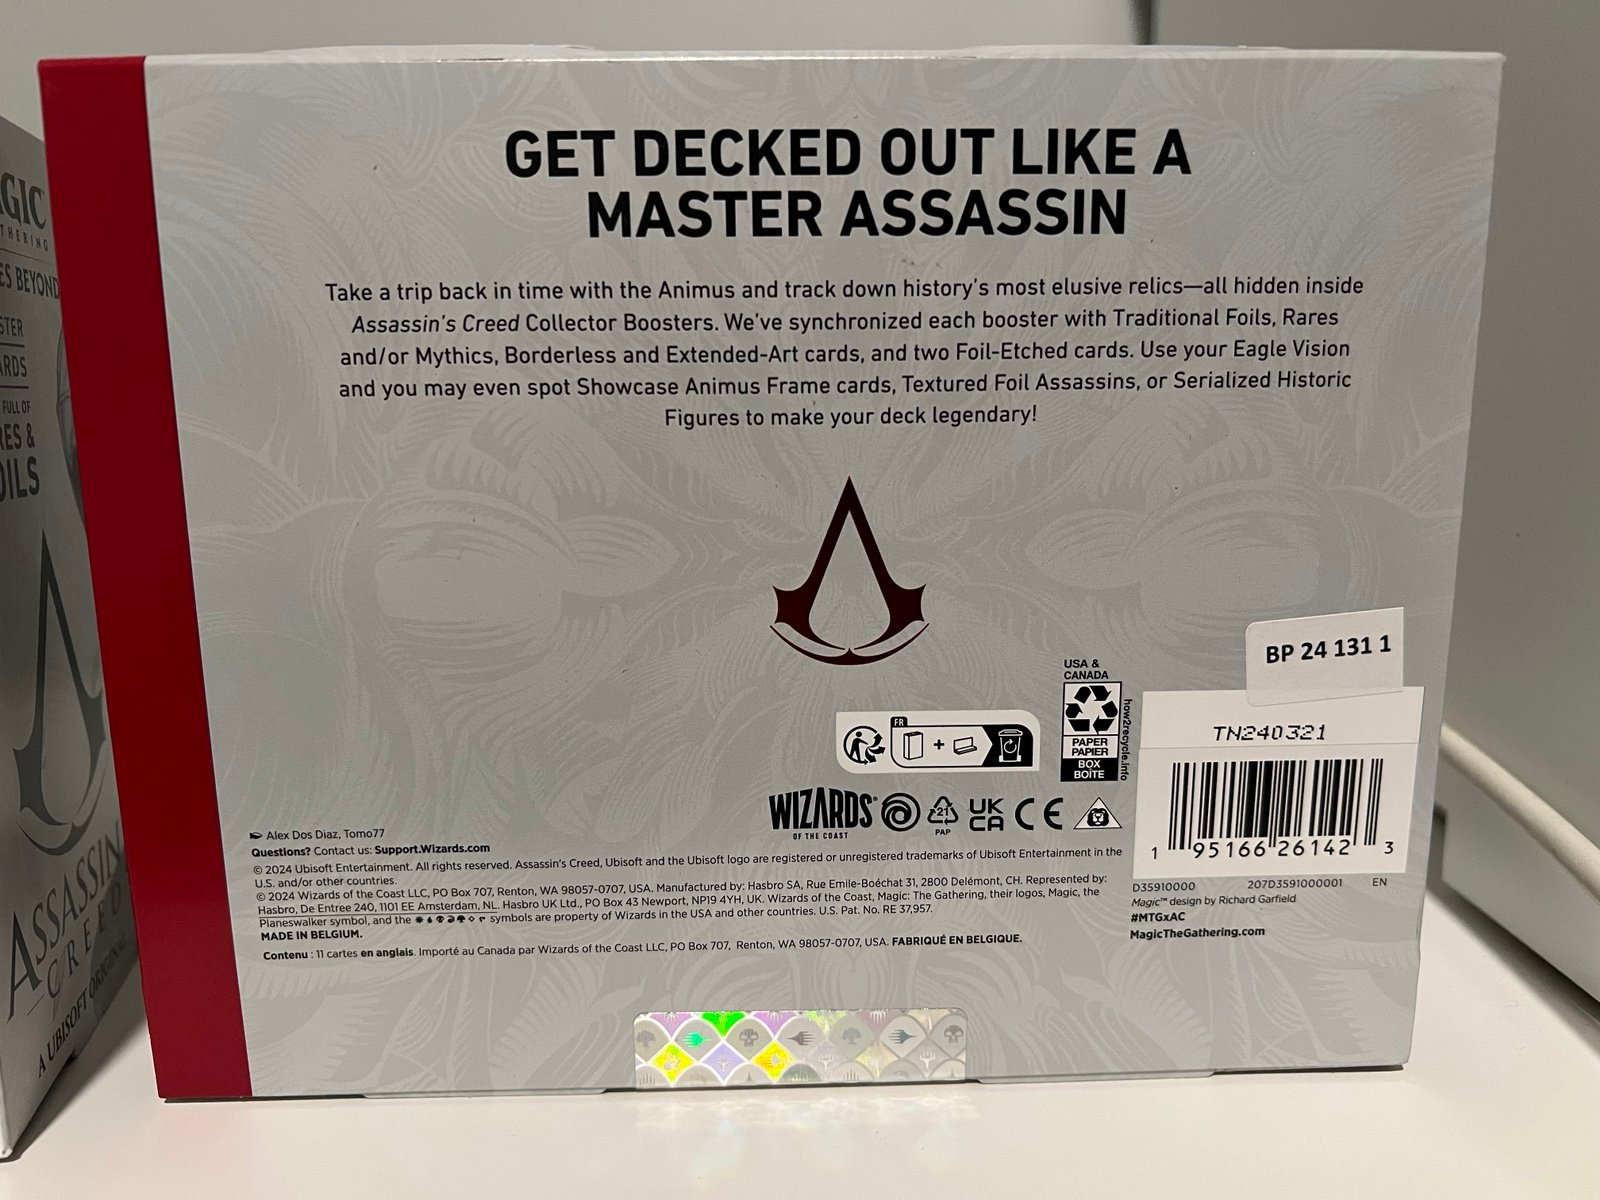 GET DECKED OUT LIKE A
MASTER ASSASSIN
Take a trip back in time with the Animus and track down history's most elusive relics—all hidden inside
Assassin's Creed Collector Boosters. We've synchronized each booster with Traditional Foils, Rares
and/or Mythics, Borderless and Extended-Art cards, and two Foil-Etched cards. Use your Eagle Vision
and you may even spot Showcase Animus Frame cards, Textured Foil Assassins, or Serialized Historic
Figures to make your deck legendary!
BP 24 131 1
USA &
CANADA
PAPER
PAPIER
BOX
BOÎTE
how2recycle.info
FR
+
TN240321
WIZARDS®
OF THE COAST
21
PAP
UK
CA
CE
1 95166 26142 3
D35910000 207D3591000001 EN
Magic™ design by Richard Garfield
#MTGxAC
MagicTheGathering.com
Alex Dos Diaz, Tomo77
Questions? Contact us: Support.Wizards.com
© 2024 Ubisoft Entertainment. All rights reserved. Assassin's Creed, Ubisoft and the Ubisoft logo are registered or unregistered trademarks of Ubisoft Entertainment in the
U.S. and/or other countries.
© 2024 Wizards of the Coast LLC, PO Box 707, Renton, WA 98057-0707, USA. Manufactured by: Hasbro SA, Rue Emile-Boéchat 31, 2800 Delémont, CH. Represented by:
Hasbro, De Entree 240, 1101 EE Amsterdam, NL. Hasbro UK Ltd., PO Box 43 Newport, NP19 4YH, UK. Wizards of the Coast, Magic: The Gathering, their logos, Magic, the
Planeswalker symbol, and the symbols are property of Wizards in the USA and other countries. U.S. Pat. No. RE 37,957.
MADE IN BELGIUM.
Contenu : 11 cartes en anglais. Importé au Canada par Wizards of the Coast LLC, PO Box 707, Renton, WA 98057-0707, USA. FABRIQUÉ EN BELGIQUE.
GIC
THERING
ES BEYOND
STER
ARDS
FULL OF
RES &
OILS
ASSASSIN
CREED
A UBISOFT ORIGINAL